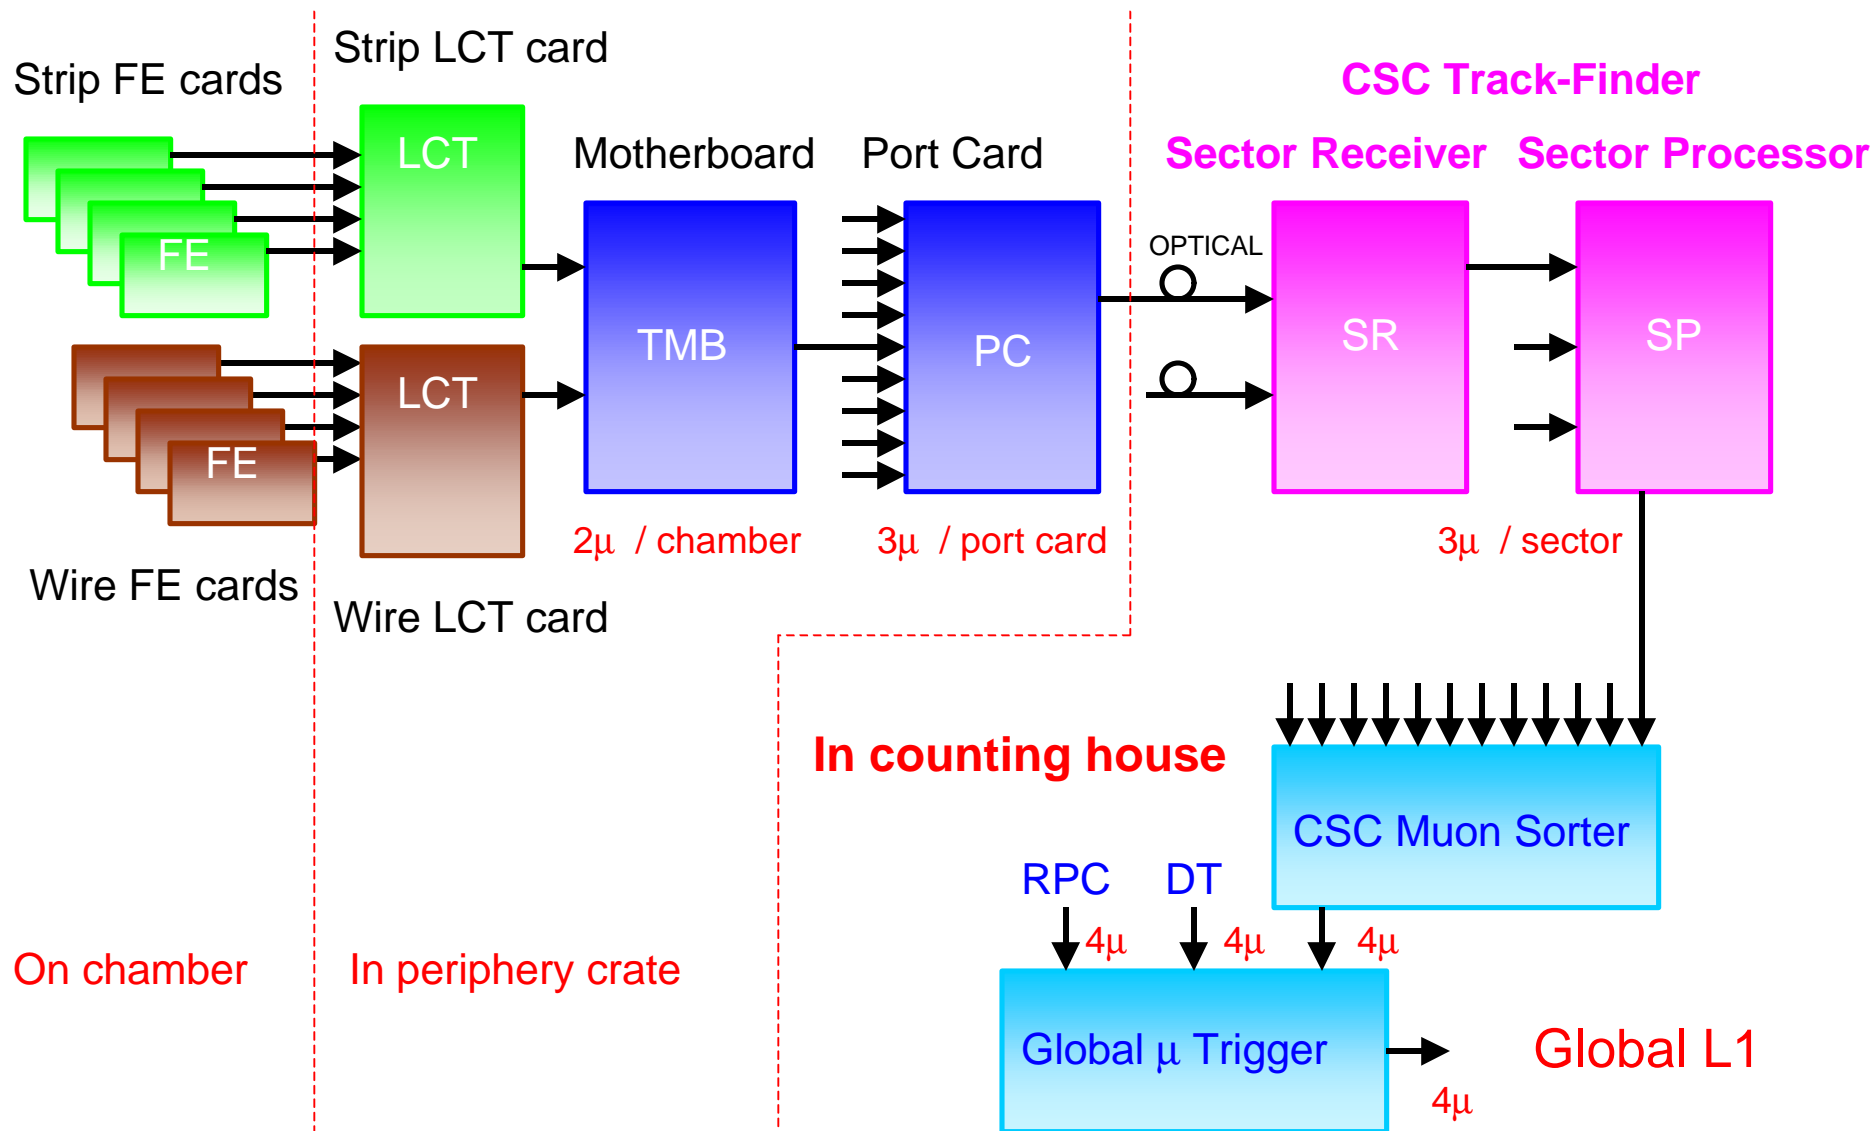 Strip LCT card
Strip FE cards
CSC Track-Finder
LCT
Motherboard
Port Card
Sector Receiver
Sector Processor
FE
OPTICAL
TMB
PC
SR
SP
LCT
FE
2μ / chamber
3μ / port card
3μ / sector
Wire FE cards
Wire LCT card
In counting house
CSC Muon Sorter
RPC
DT
4μ
4μ
4μ
On chamber
In periphery crate
Global μ Trigger
Global L1
4μ